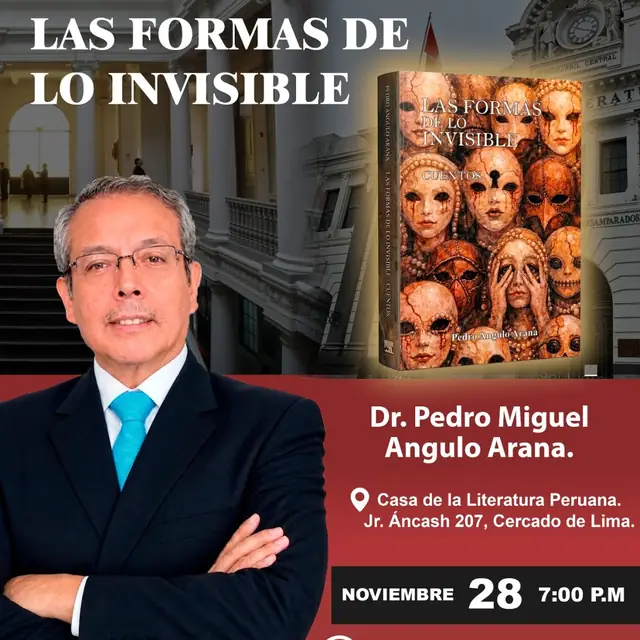 LAS FORMAS DE
LO INVISIBLE
LAS FORMAS
DE LO
INVISIBLE
CUENTOS
Pedro Angulo Arana
PEDRO ANGULO ARANA LAS FORMAS DE LO INVISIBLE CUENTOS
DESAMPARADOS
Dr. Pedro Miguel
Angulo Arana.
Casa de la Literatura Peruana.
Jr. Áncash 207, Cercado de Lima.
NOVIEMBRE 28 7:00 P.M